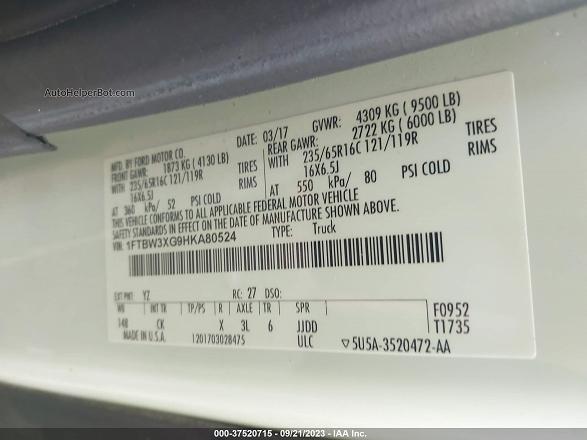 AutoHelperBot.com
MFD. BY FORD MOTOR CO.
DATE: 03/17 GVWR: 4309 KG ( 9500 LB)
FRONT GAWR: 1873 KG ( 4130 LB)
REAR GAWR: 2722 KG ( 6000 LB)
WITH 235/65R16C 121/119R TIRES
WITH 235/65R16C 121/119R TIRES
16X6.5J RIMS
16X6.5J RIMS
AT 360 kPa/ 52 PSI COLD
AT 550 kPa/ 80 PSI COLD
THIS VEHICLE CONFORMS TO ALL APPLICABLE FEDERAL MOTOR VEHICLE
SAFETY STANDARDS IN EFFECT ON THE DATE OF MANUFACTURE SHOWN ABOVE.
VIN: 1FTBW3XG9HKA80524 TYPE: Truck
EXT PNT: YZ RC: 27 DSO:
WB INT TR TP/PS R AXLE TR SPR F0952
148 CK X 3L 6 JJDD T1735
MADE IN U.S.A. 1201703028475 ULC ▽5U5A-3520472-AA
000-37520715 - 09/21/2023 - IAA Inc.